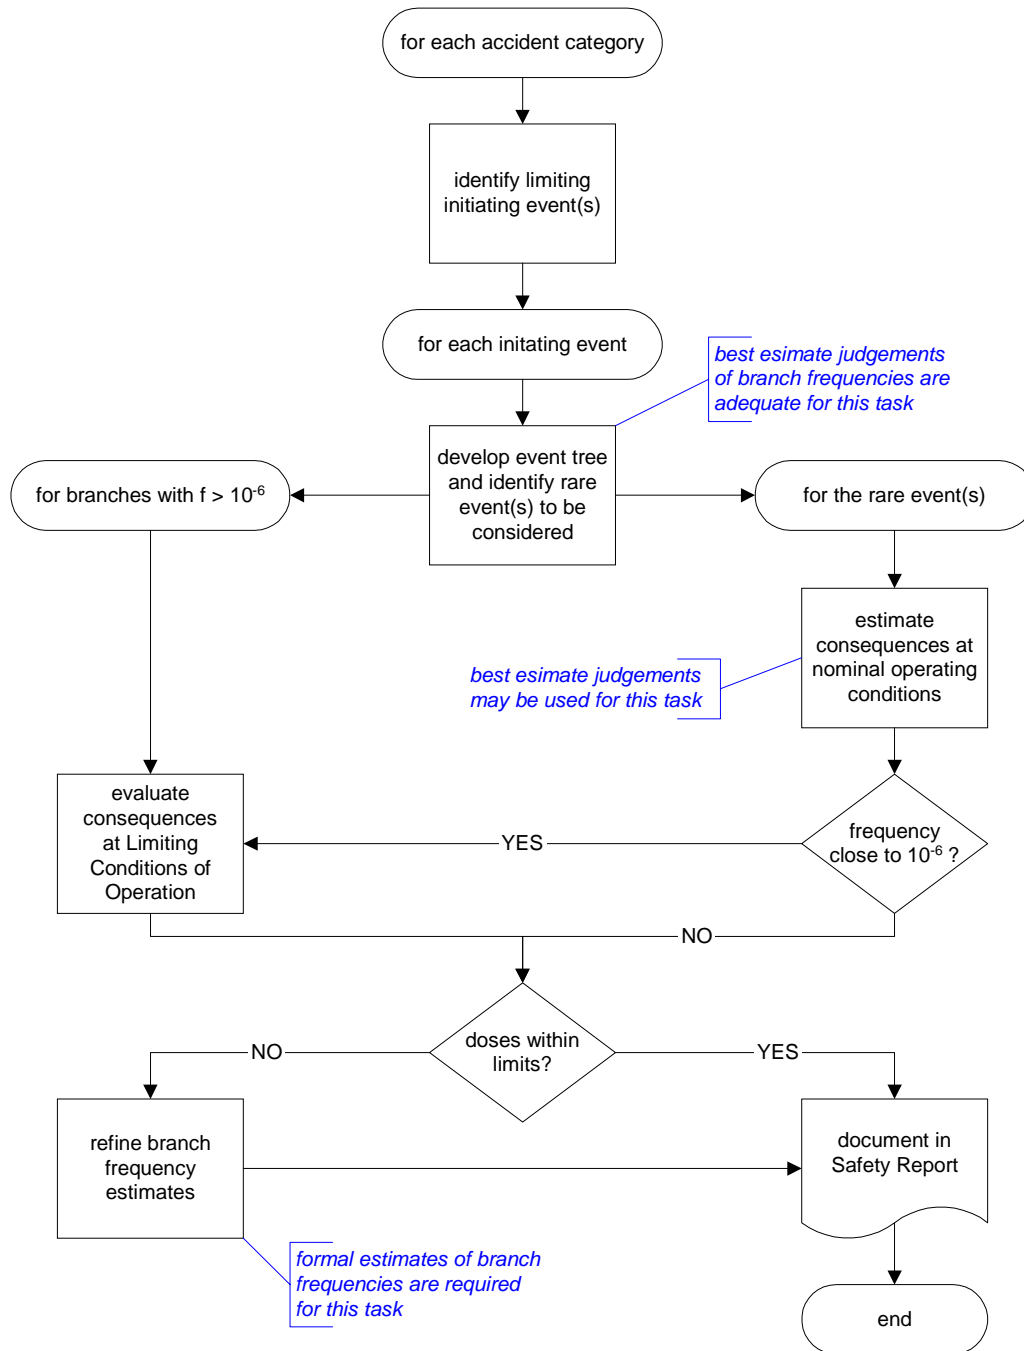 for each accident category
identify limiting
initiating event(s)
for each initating event
best esimate judgements
of branch frequencies are
adequate for this task
develop event tree
and identify rare
event(s) to be
considered
for branches with f > 10⁻⁶
for the rare event(s)
estimate
consequences at
nominal operating
conditions
best esimate judgements
may be used for this task
evaluate
consequences
at Limiting
Conditions of
Operation
YES
frequency
close to 10⁻⁶ ?
NO
doses within
limits?
NO
YES
refine branch
frequency
estimates
document in
Safety Report
formal estimates of branch
frequencies are required
for this task
end